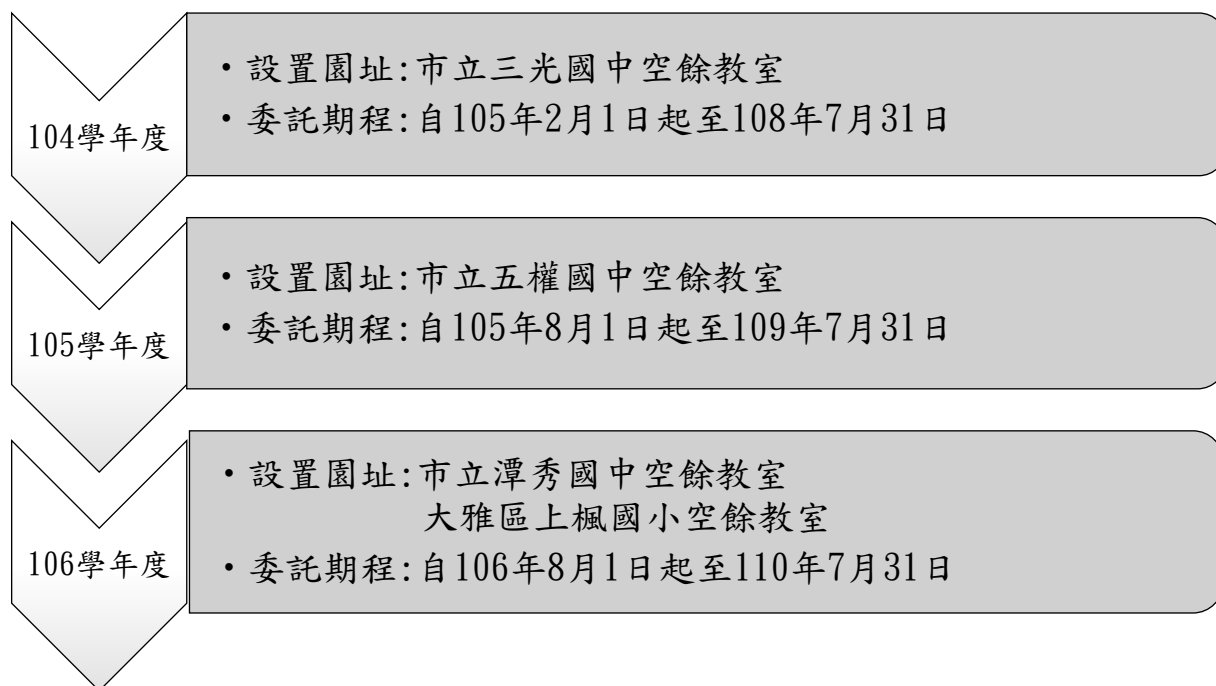 104學年度
•設置園址:市立三光國中空餘教室
•委託期程:自105年2月1日起至108年7月31日
105學年度
•設置園址:市立五權國中空餘教室
•委託期程:自105年8月1日起至109年7月31日
106學年度
•設置園址:市立潭秀國中空餘教室
大雅區上楓國小空餘教室
•委託期程:自106年8月1日起至110年7月31日